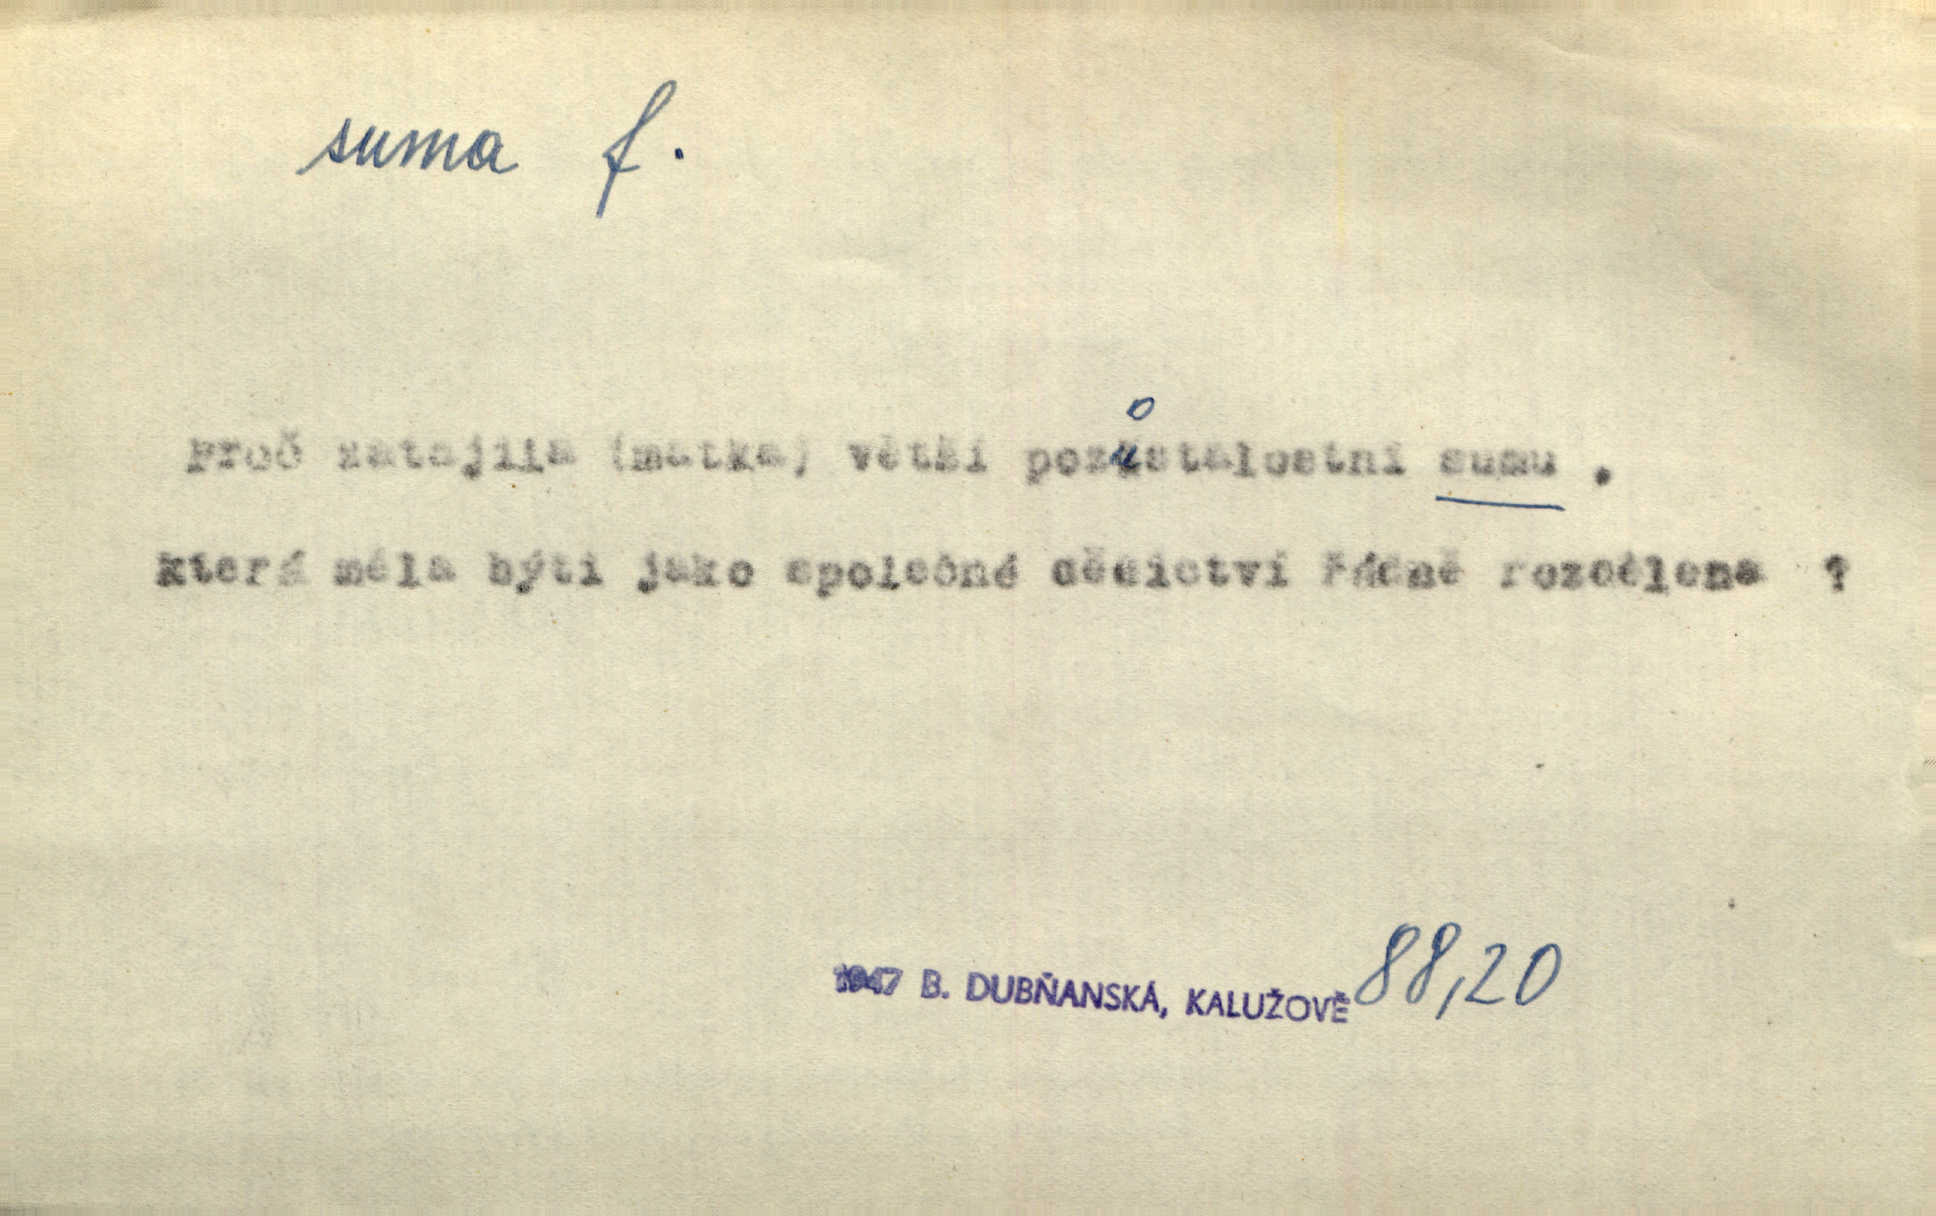 suma f.
Proč zatajila (matka) větší pozůstalostní sumu .
která měla býti jako společné dědictví řádně rozdělena ?
1947 B. DUBŇANSKÁ, KALUŽOVĚ 88,20